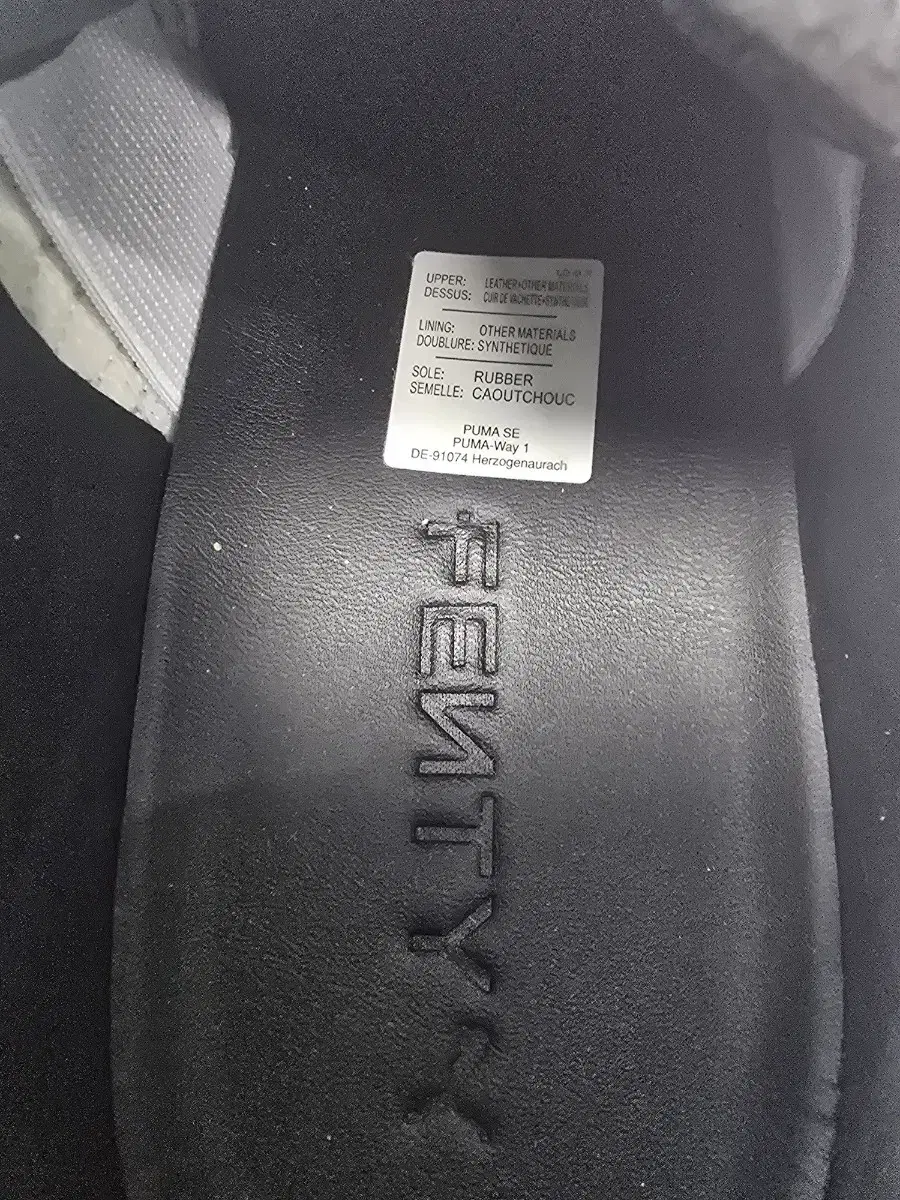 UPPER: LEATHER+OTHER MATERIALS
DESSUS: CUIR DE VACHETTE+SYNTHETIQUE
LINING: OTHER MATERIALS
DOUBLURE: SYNTHETIQUE
SOLE: RUBBER
SEMELLE: CAOUTCHOUC
PUMA SE
PUMA-Way 1
DE-91074 Herzogenaurach
FENTY